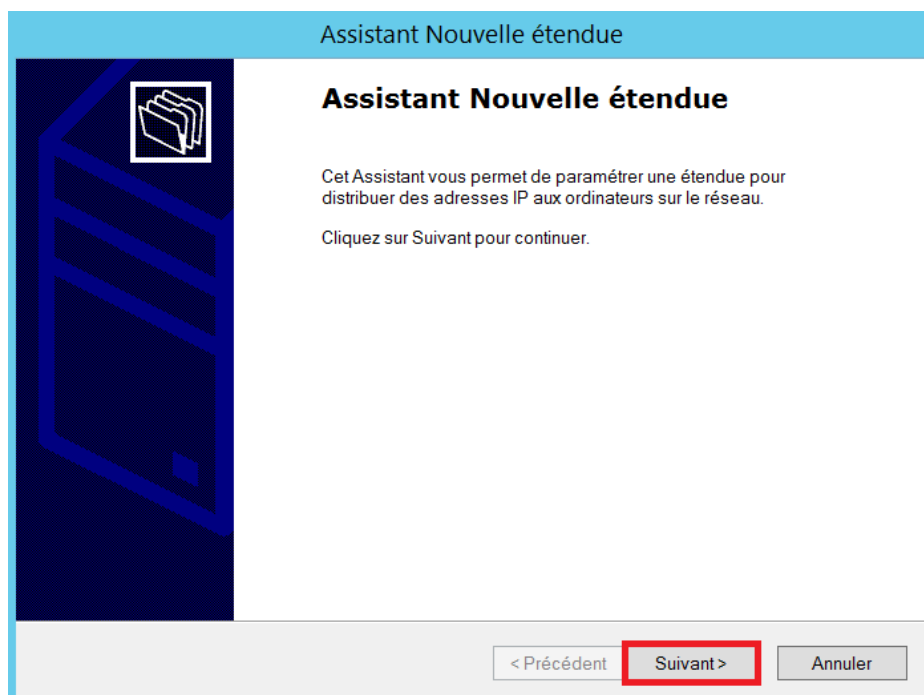 Assistant Nouvelle étendue
Assistant Nouvelle étendue
Cet Assistant vous permet de paramétrer une étendue pour
distribuer des adresses IP aux ordinateurs sur le réseau.
Cliquez sur Suivant pour continuer.
< Précédent Suivant > Annuler